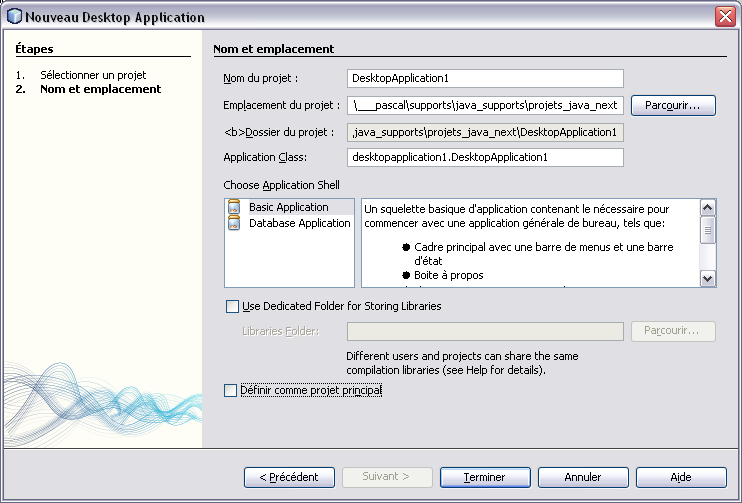 Nouveau Desktop Application
Étapes
1. Sélectionner un projet
2. Nom et emplacement
Nom et emplacement
Nom du projet :
DesktopApplication1
Emplacement du projet :
\___pascal\supports\java_supports\projets_java_next
Parcourir...
<b>Dossier du projet :
java_supports\projets_java_next\DesktopApplication1
Application Class:
desktopapplication1.DesktopApplication1
Choose Application Shell
Basic Application
Database Application
Un squelette basique d'application contenant le nécessaire pour
commencer avec une application générale de bureau, tels que:
● Cadre principal avec une barre de menus et une barre
d'état
● Boite à propos
Use Dedicated Folder for Storing Libraries
Libraries Folder:
Parcourir...
Different users and projects can share the same
compilation libraries (see Help for details).
Définir comme projet principal
< Précédent
Suivant >
Terminer
Annuler
Aide